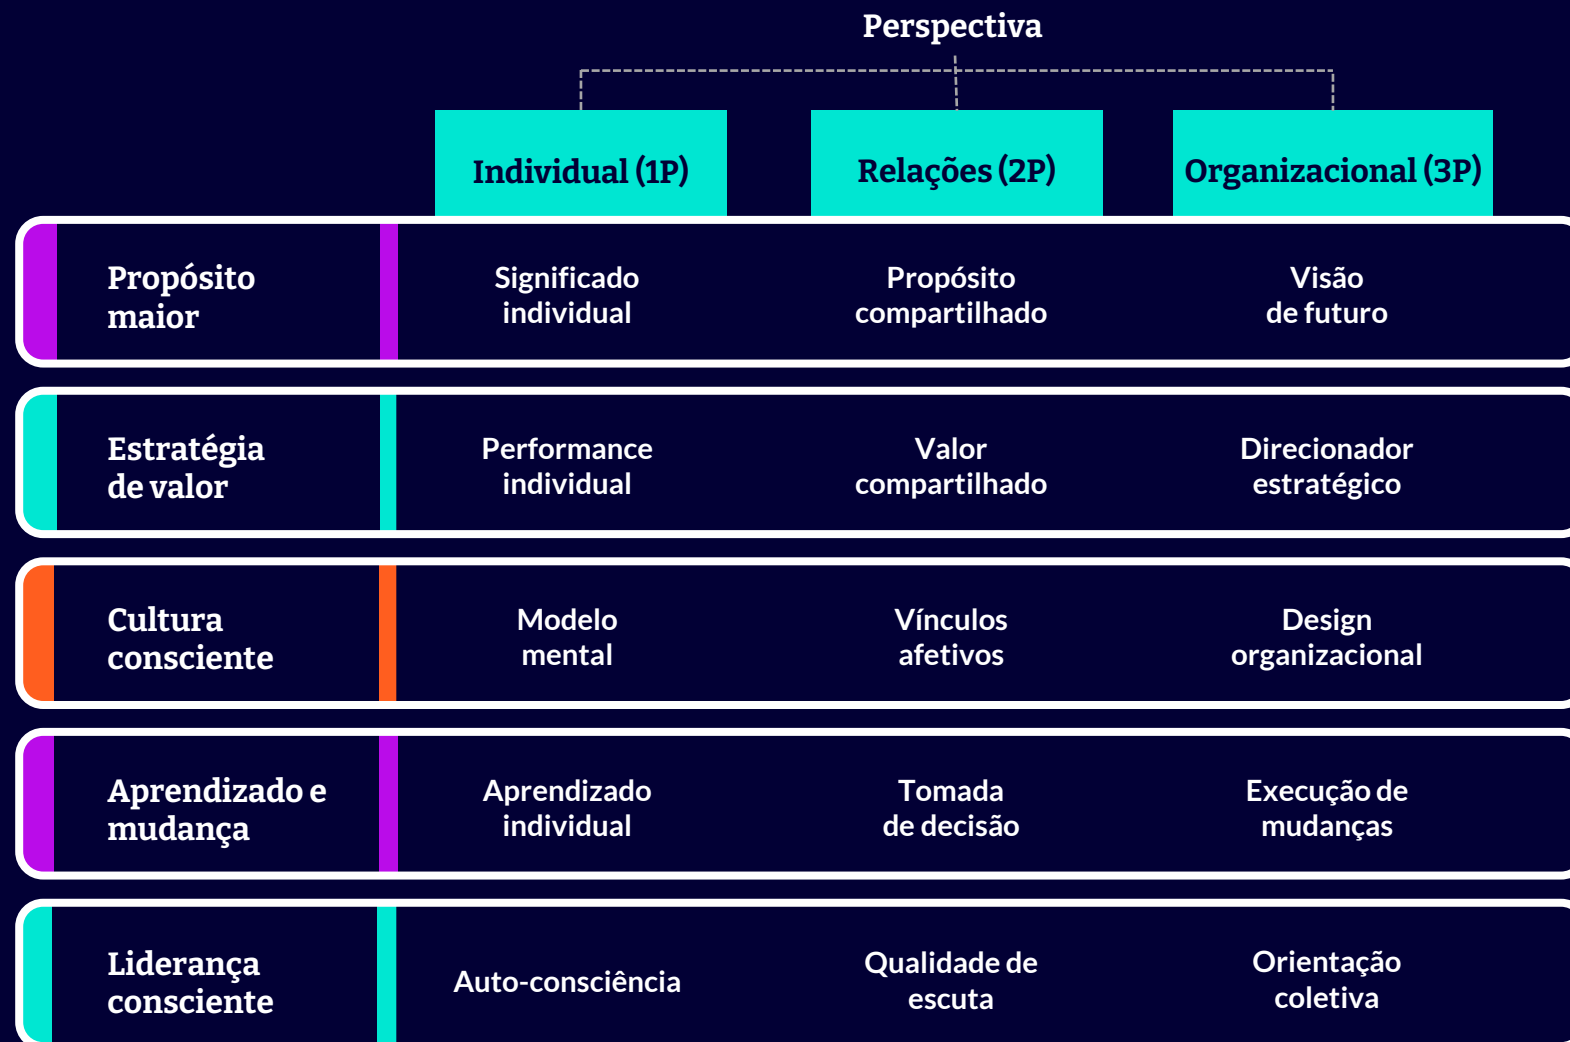 Perspectiva
Individual (1P)
Relações (2P)
Organizacional (3P)
Propósito
maior
Significado
individual
Propósito
compartilhado
Visão
de futuro
Estratégia
de valor
Performance
individual
Valor
compartilhado
Direcionador
estratégico
Cultura
consciente
Modelo
mental
Vínculos
afetivos
Design
organizacional
Aprendizado e
mudança
Aprendizado
individual
Tomada
de decisão
Execução de
mudanças
Liderança
consciente
Auto-consciência
Qualidade de
escuta
Orientação
coletiva